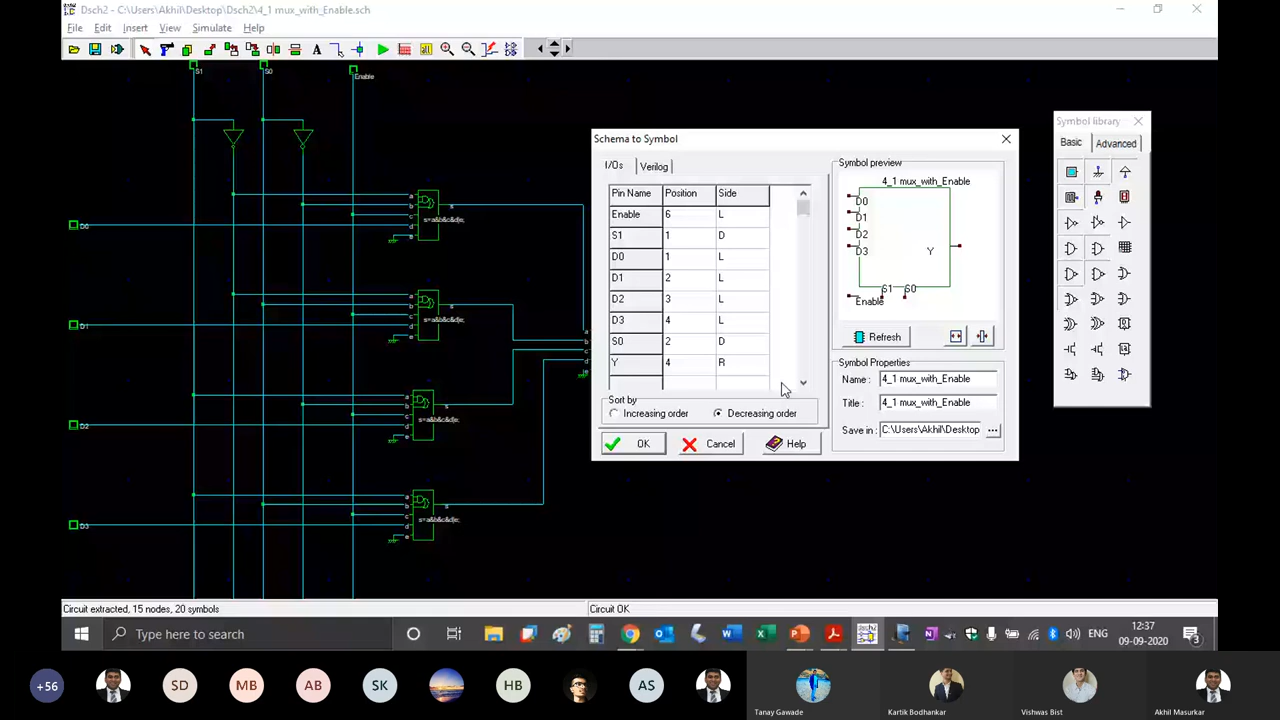 Dsch2 - C:\Users\Akhil\Desktop\Dsch2\4_1 mux_with_Enable.sch
File Edit Insert View Simulate Help
S1
S0
Enable
D0
a
b
c
d
e
s
s=a&b&c&d|e;
D1
a
b
c
d
e
s
s=a&b&c&d|e;
a
b
c
d
D2
a
b
c
d
e
s
s=a&b&c&d|e;
D3
a
b
c
d
e
s
s=a&b&c&d|e;
Schema to Symbol
I/Os Verilog
Pin Name Position Side
Enable 6 L
S1 1 D
D0 1 L
D1 2 L
D2 3 L
D3 4 L
S0 2 D
Y 4 R
Sort by
Increasing order Decreasing order
OK Cancel Help
Symbol preview
4_1 mux_with_Enable
D0
D1
D2
D3
Y
S1 S0
Enable
Refresh
Symbol Properties
Name : 4_1 mux_with_Enable
Title : 4_1 mux_with_Enable
Save in : C:\Users\Akhil\Desktop ...
Symbol library
Basic Advanced
Circuit extracted, 15 nodes, 20 symbols
Circuit OK
Type here to search
ENG
12:37
09-09-2020
3
+56
SD
MB
AB
SK
HB
AS
Tanay Gawade
Kartik Bodhankar
Vishwas Bist
Akhil Masurkar